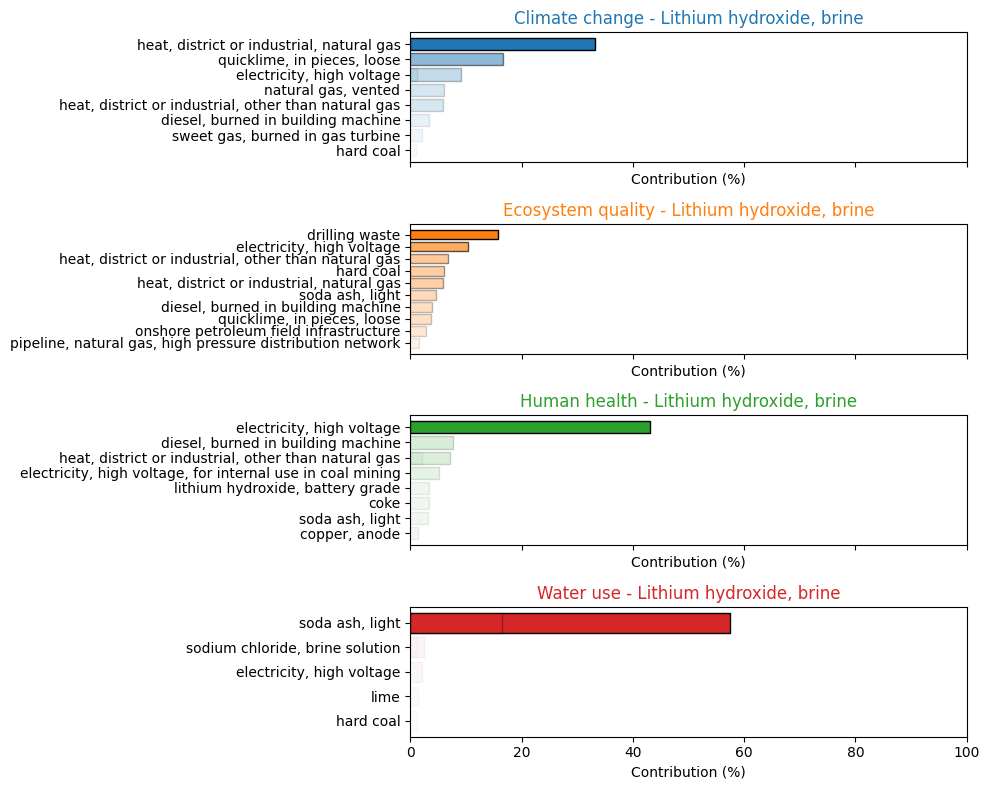 Climate change - Lithium hydroxide, brine
heat, district or industrial, natural gas
quicklime, in pieces, loose
electricity, high voltage
natural gas, vented
heat, district or industrial, other than natural gas
diesel, burned in building machine
sweet gas, burned in gas turbine
hard coal
Contribution (%)
Ecosystem quality - Lithium hydroxide, brine
drilling waste
electricity, high voltage
heat, district or industrial, other than natural gas
hard coal
heat, district or industrial, natural gas
soda ash, light
diesel, burned in building machine
quicklime, in pieces, loose
onshore petroleum field infrastructure
pipeline, natural gas, high pressure distribution network
Contribution (%)
Human health - Lithium hydroxide, brine
electricity, high voltage
diesel, burned in building machine
heat, district or industrial, other than natural gas
electricity, high voltage, for internal use in coal mining
lithium hydroxide, battery grade
coke
soda ash, light
copper, anode
Contribution (%)
Water use - Lithium hydroxide, brine
soda ash, light
sodium chloride, brine solution
electricity, high voltage
lime
hard coal
0 20 40 60 80 100
Contribution (%)